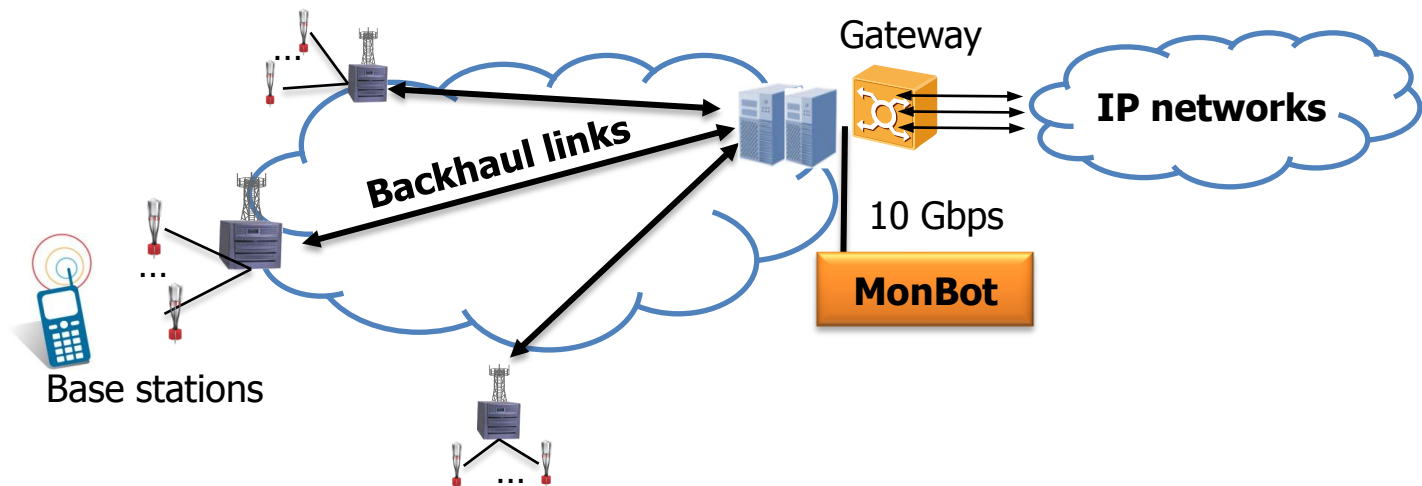 ...
Gateway
IP networks
Backhaul links
10 Gbps
...
MonBot
Base stations
...